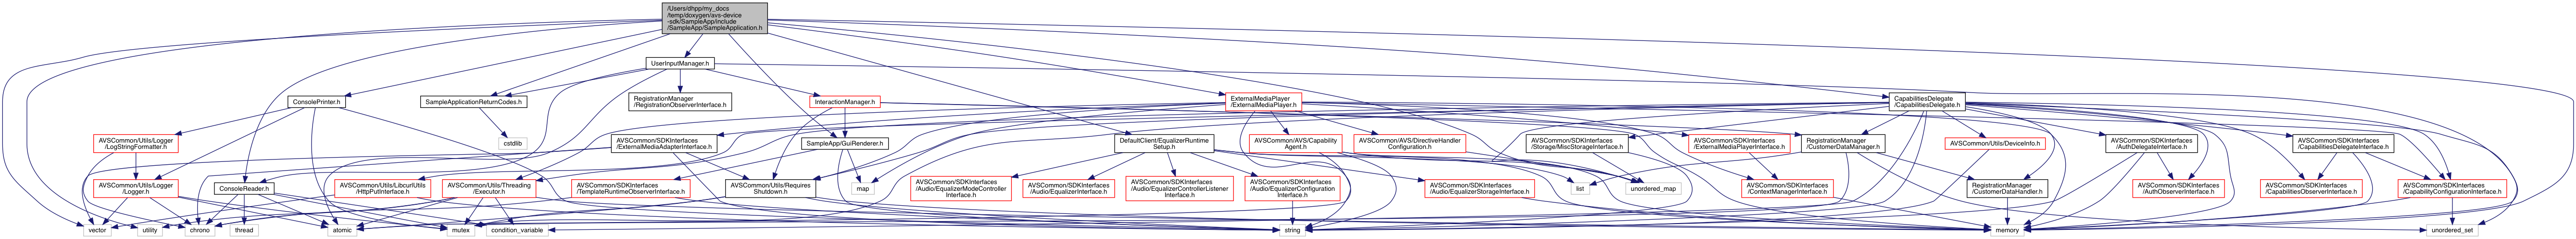 /Users/dhpp/my_docs
/temp/doxygen/avs-device
-sdk/SampleApp/include
/SampleApp/SampleApplication.h
UserInputManager.h
ConsolePrinter.h
SampleApplicationReturnCodes.h
RegistrationManager
/RegistrationObserverInterface.h
InteractionManager.h
ExternalMediaPlayer
/ExternalMediaPlayer.h
CapabilitiesDelegate
/CapabilitiesDelegate.h
AVSCommon/Utils/Logger
/LogStringFormatter.h
cstdlib
AVSCommon/SDKInterfaces
/ExternalMediaAdapterInterface.h
SampleApp/GuiRenderer.h
DefaultClient/EqualizerRuntime
Setup.h
AVSCommon/AVS/Capability
Agent.h
AVSCommon/AVS/DirectiveHandler
Configuration.h
AVSCommon/SDKInterfaces
/Storage/MiscStorageInterface.h
AVSCommon/SDKInterfaces
/ExternalMediaPlayerInterface.h
RegistrationManager
/CustomerDataManager.h
AVSCommon/Utils/DeviceInfo.h
AVSCommon/SDKInterfaces
/AuthDelegateInterface.h
AVSCommon/SDKInterfaces
/CapabilitiesDelegateInterface.h
AVSCommon/Utils/Logger
/Logger.h
ConsoleReader.h
AVSCommon/Utils/LibcurlUtils
/HttpPutInterface.h
AVSCommon/Utils/Threading
/Executor.h
AVSCommon/SDKInterfaces
/TemplateRuntimeObserverInterface.h
AVSCommon/Utils/Requires
Shutdown.h
map
AVSCommon/SDKInterfaces
/Audio/EqualizerModeController
Interface.h
AVSCommon/SDKInterfaces
/Audio/EqualizerInterface.h
AVSCommon/SDKInterfaces
/Audio/EqualizerControllerListener
Interface.h
AVSCommon/SDKInterfaces
/Audio/EqualizerConfiguration
Interface.h
AVSCommon/SDKInterfaces
/Audio/EqualizerStorageInterface.h
list
unordered_map
AVSCommon/SDKInterfaces
/ContextManagerInterface.h
RegistrationManager
/CustomerDataHandler.h
AVSCommon/SDKInterfaces
/AuthObserverInterface.h
AVSCommon/SDKInterfaces
/CapabilitiesObserverInterface.h
AVSCommon/SDKInterfaces
/CapabilityConfigurationInterface.h
vector
utility
chrono
thread
atomic
mutex
condition_variable
string
memory
unordered_set